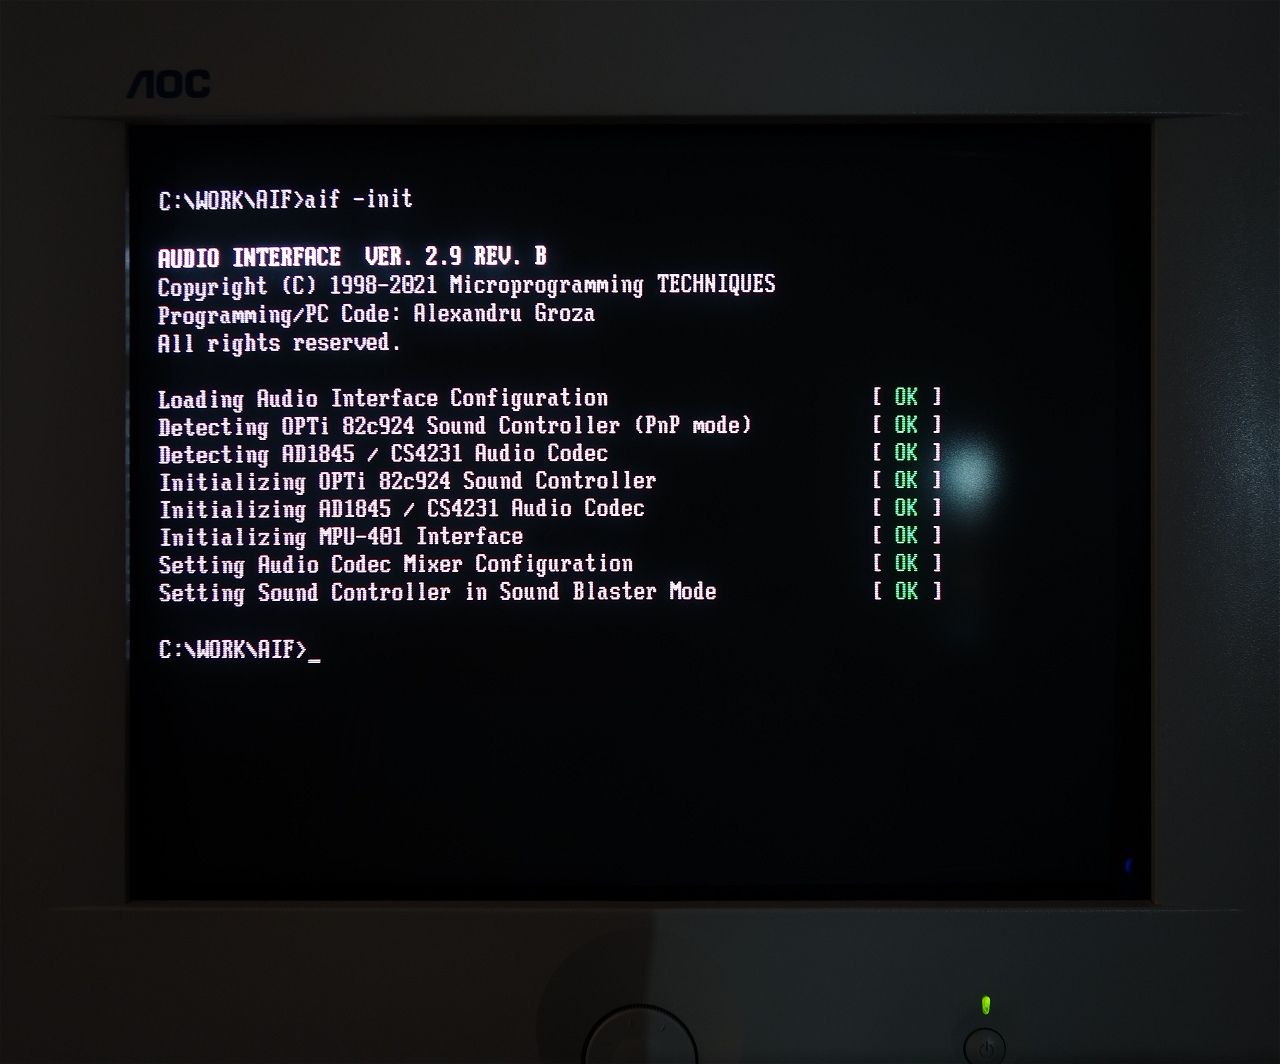 AOC
C:\WORK\AIF>aif -init
AUDIO INTERFACE  VER. 2.9 REV. B
Copyright (C) 1998-2021 Microprogramming TECHNIQUES
Programming/PC Code: Alexandru Groza
All rights reserved.
Loading Audio Interface Configuration [ OK ]
Detecting OPTi 82c924 Sound Controller (PnP mode) [ OK ]
Detecting AD1845 / CS4231 Audio Codec [ OK ]
Initializing OPTi 82c924 Sound Controller [ OK ]
Initializing AD1845 / CS4231 Audio Codec [ OK ]
Initializing MPU-401 Interface [ OK ]
Setting Audio Codec Mixer Configuration [ OK ]
Setting Sound Controller in Sound Blaster Mode [ OK ]
C:\WORK\AIF>_